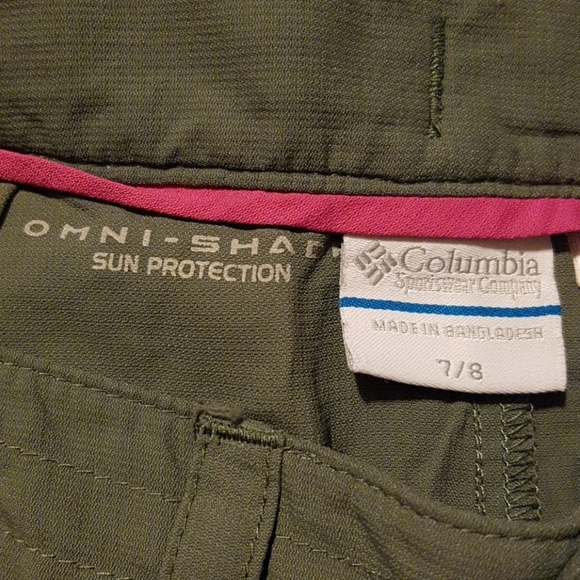 OMNI-SHAD
SUN PROTECTION
Columbia
Sportswear Company
MADE IN BANGLADESH
7/8